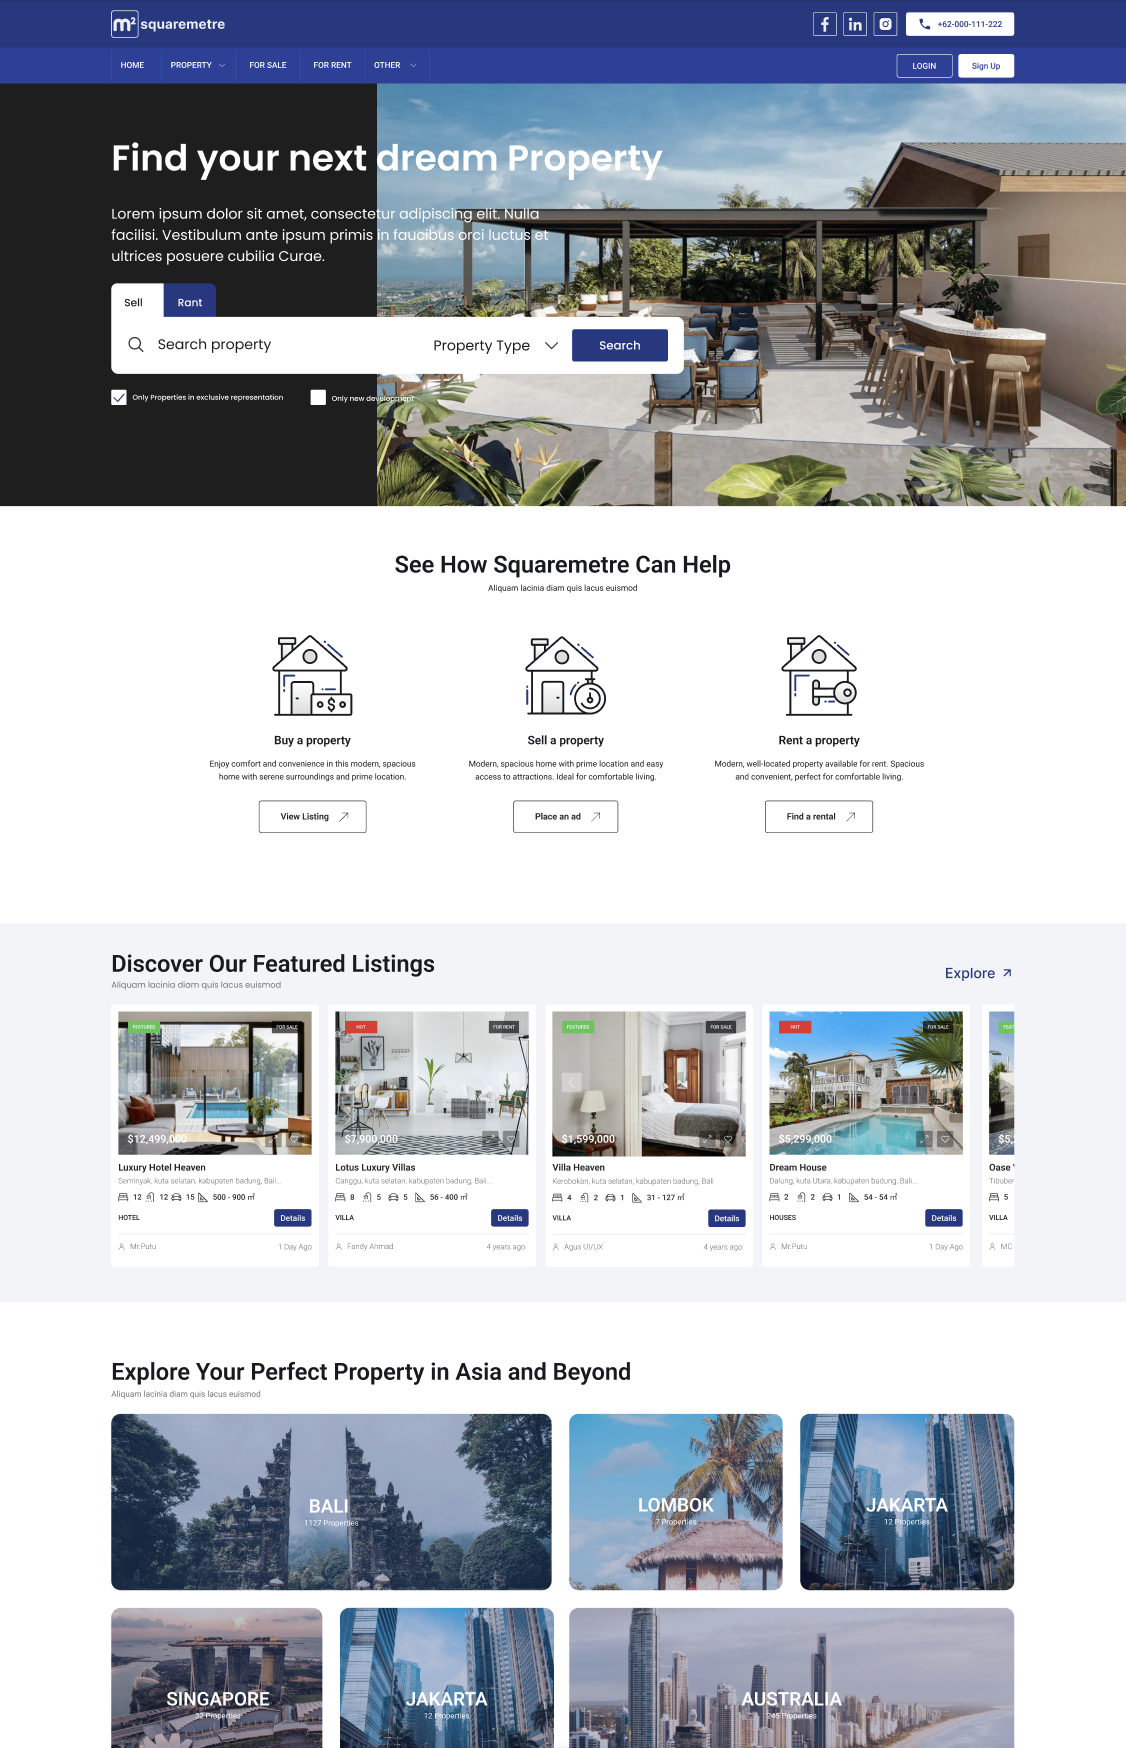 m² squaremetre
+62-000-111-222
HOME PROPERTY FOR SALE FOR RENT OTHER
LOGIN Sign Up
Find your next dream Property
Lorem ipsum dolor sit amet, consectetur adipiscing elit. Nulla
facilisi. Vestibulum ante ipsum primis in faucibus orci luctus et
ultrices posuere cubilia Curae.
Sell Rant
Search property Property Type Search
Only Properties in exclusive representation Only new development
See How Squaremetre Can Help
Aliquam lacinia diam quis lacus euismod
Buy a property
Enjoy comfort and convenience in this modern, spacious
home with serene surroundings and prime location.
View Listing
Sell a property
Modern, spacious home with prime location and easy
access to attractions. Ideal for comfortable living.
Place an ad
Rent a property
Modern, well-located property available for rent. Spacious
and convenient, perfect for comfortable living.
Find a rental
Discover Our Featured Listings
Aliquam lacinia diam quis lacus euismod
Explore
FEATURED FOR SALE
$12,499,000
Luxury Hotel Heaven
Seminyak, kuta selatan, kabupaten badung, Bali...
12 12 15 500 - 900 ㎡
HOTEL Details
Mr.Putu 1 Day Ago
HOT FOR RENT
$7,900,000
Lotus Luxury Villas
Canggu, kuta selatan, kabupaten badung, Bali...
8 5 5 56 - 400 ㎡
VILLA Details
Fandy Ahmad 4 years ago
FEATURED FOR SALE
$1,599,000
Villa Heaven
Kerobokan, kuta selatan, kabupaten badung, Bali
4 2 1 31 - 127 ㎡
VILLA Details
Agus UI/UX 4 years ago
HOT FOR SALE
$5,299,000
Dream House
Dalung, kuta Utara, kabupaten badung, Bali...
2 2 1 54 - 54 ㎡
HOUSES Details
Mr.Putu 1 Day Ago
FEAT
$5,
Oase
Tibuber
5
VILLA
MC
Explore Your Perfect Property in Asia and Beyond
Aliquam lacinia diam quis lacus euismod
BALI
1127 Properties
LOMBOK
7 Properties
JAKARTA
12 Properties
SINGAPORE
32 Properties
JAKARTA
12 Properties
AUSTRALIA
245 Properties